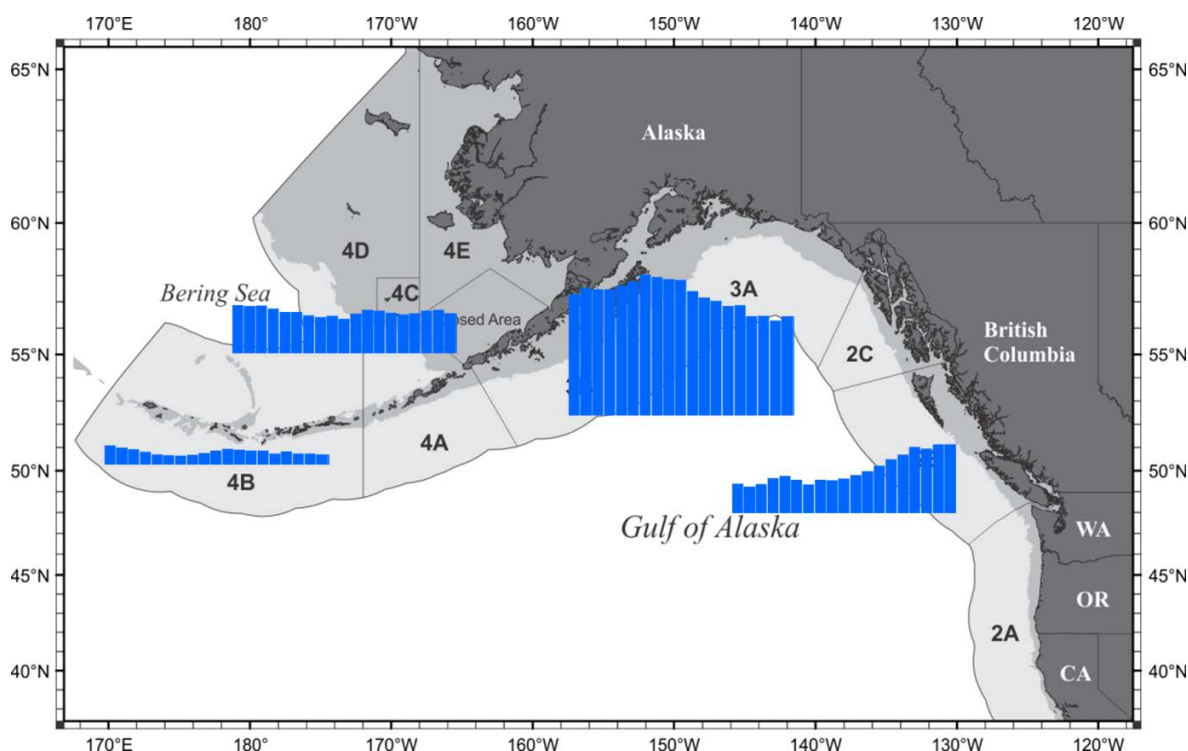 170°E 180° 170°W 160°W 150°W 140°W 130°W 120°W
65°N 65°N
Alaska
60°N 60°N
4D 4E
4C 3A
Bering Sea
osed Area
British
Columbia
55°N 55°N
2C
4A
50°N 50°N
4B
Gulf of Alaska
WA
45°N 45°N
OR
2A
40°N 40°N
CA
170°E 180° 170°W 160°W 150°W 140°W 130°W 120°W